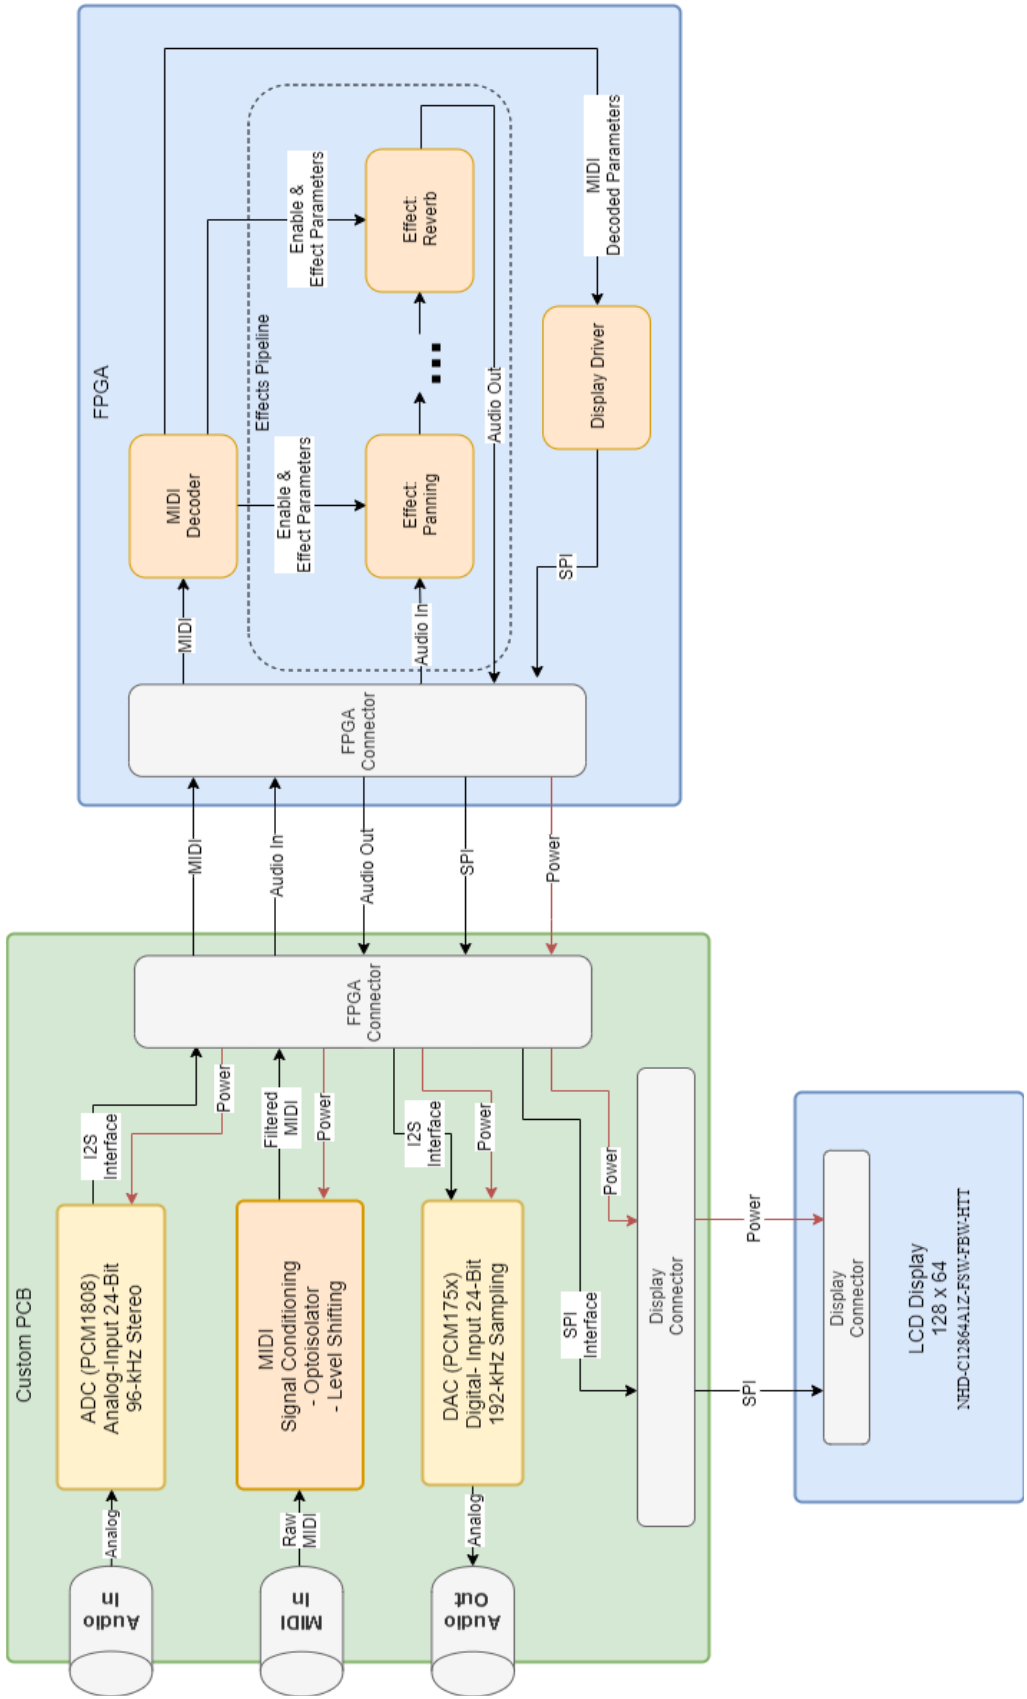 Custom PCB
Audio
In
Analog
ADC (PCM1808)
Analog-Input 24-Bit
96-kHz Stereo
I2S
Interface
Power
MIDI
In
Raw
MIDI
MIDI
Signal Conditioning
- Optoisolator
- Level Shifting
Filtered
MIDI
Power
Audio
Out
Analog
DAC (PCM175x)
Digital- Input 24-Bit
192-kHz Sampling
I2S
Interface
Power
SPI
Interface
Power
FPGA
Connector
Display
Connector
SPI
Power
Display
Connector
LCD Display
128 x 64
NHD-C12864A1Z-FSW-FBW-HTT
MIDI
Audio In
Audio Out
SPI
Power
FPGA
FPGA
Connector
MIDI
MIDI
Decoder
Effects Pipeline
Enable &
Effect Parameters
Enable &
Effect Parameters
Audio In
Effect:
Panning
...
Effect:
Reverb
Audio Out
SPI
Display Driver
MIDI
Decoded Parameters